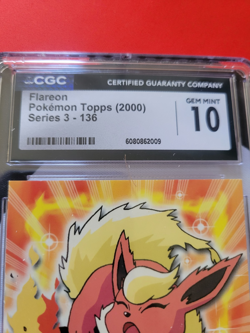 CGC
CERTIFIED GUARANTY COMPANY
Flareon
Pokémon Topps (2000)
Series 3 - 136
GEM MINT
10
6080862009